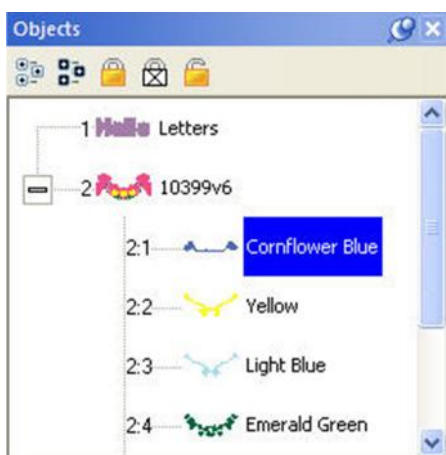 Objects
1 Hello Letters
2 10399v6
2:1 Cornflower Blue
2:2 Yellow
2:3 Light Blue
2:4 Emerald Green